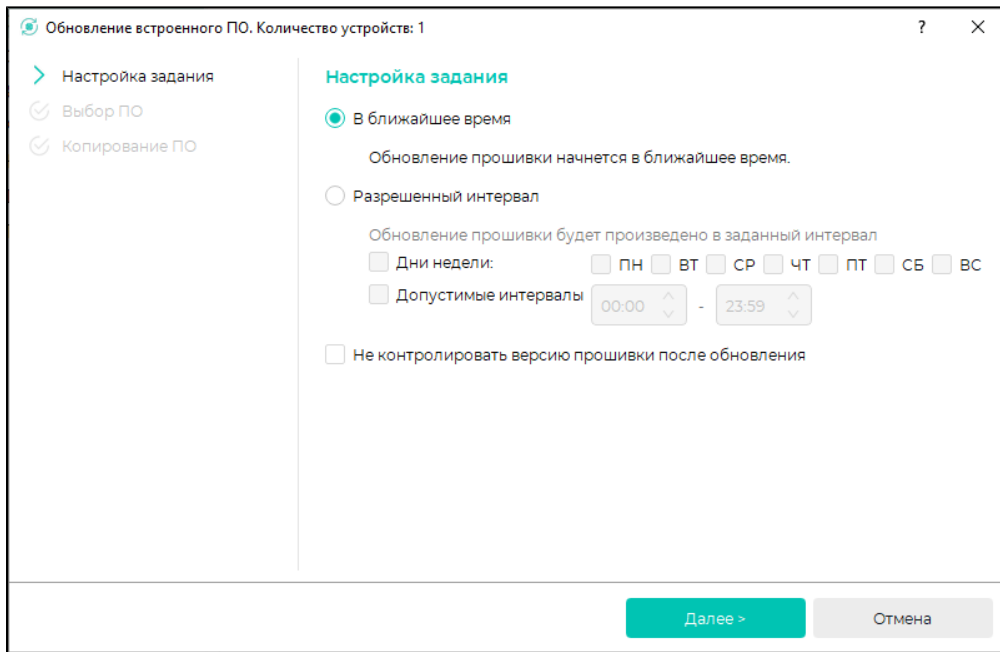 Обновление встроенного ПО. Количество устройств: 1 ?
Настройка задания
Выбор ПО
Копирование ПО
Настройка задания
В ближайшее время
Обновление прошивки начнется в ближайшее время.
Разрешенный интервал
Обновление прошивки будет произведено в заданный интервал
Дни недели: ПН ВТ СР ЧТ ПТ СБ ВС
Допустимые интервалы 00:00 - 23:59
Не контролировать версию прошивки после обновления
Далее > Отмена